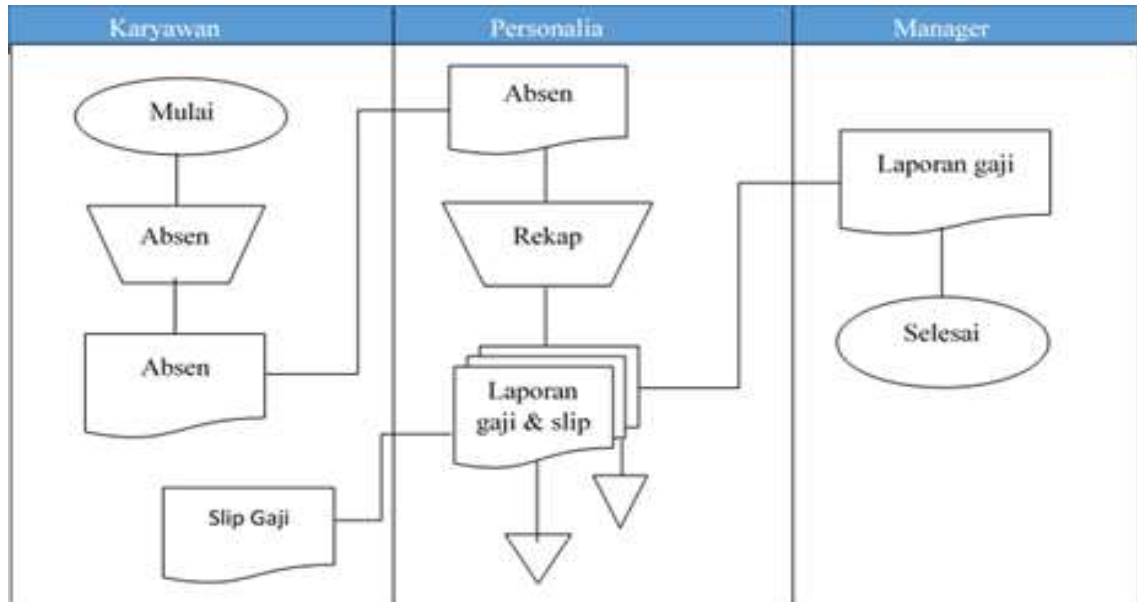 Karyawan
Personalia
Manager
Mulai
Absen
Absen
Slip Gaji
Absen
Rekap
Laporan
gaji & slip
Laporan gaji
Selesai